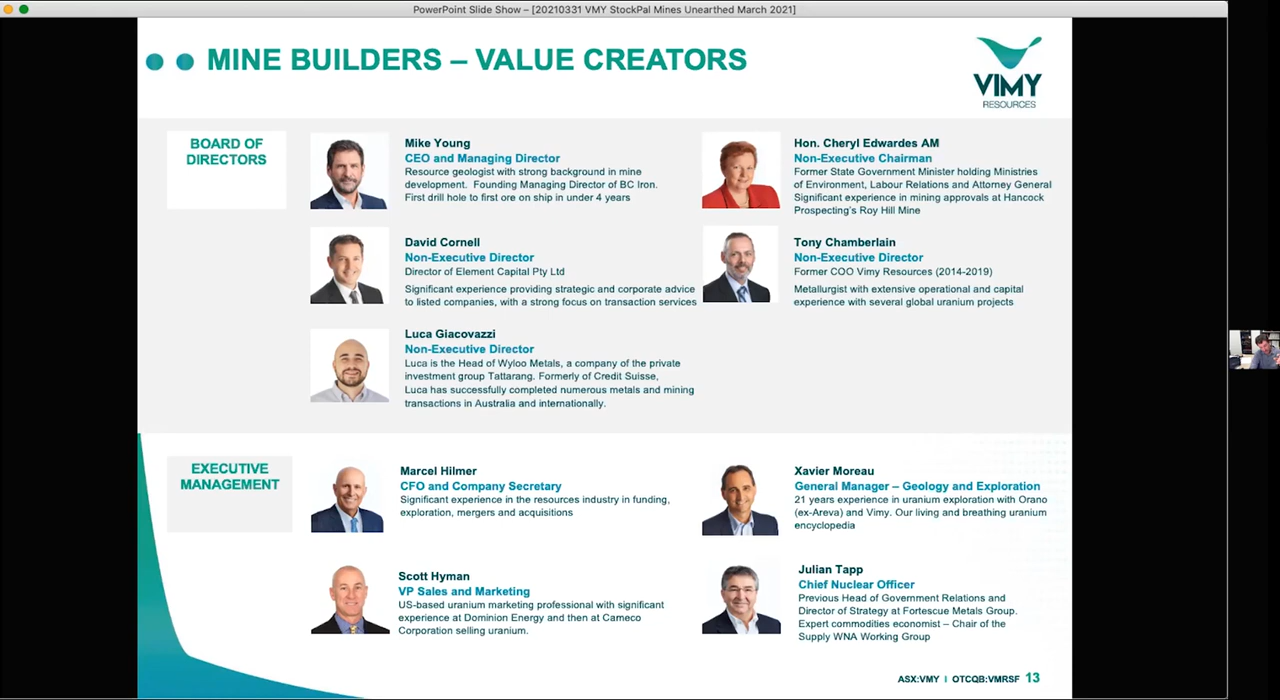 PowerPoint Slide Show – [20210331 VMY StockPal Mines Unearthed March 2021]
MINE BUILDERS – VALUE CREATORS
VIMY
RESOURCES
BOARD OF
DIRECTORS
Mike Young
CEO and Managing Director
Resource geologist with strong background in mine
development. Founding Managing Director of BC Iron.
First drill hole to first ore on ship in under 4 years
Hon. Cheryl Edwardes AM
Non-Executive Chairman
Former State Government Minister holding Ministries
of Environment, Labour Relations and Attorney General
Significant experience in mining approvals at Hancock
Prospecting's Roy Hill Mine
David Cornell
Non-Executive Director
Director of Element Capital Pty Ltd
Significant experience providing strategic and corporate advice
to listed companies, with a strong focus on transaction services
Tony Chamberlain
Non-Executive Director
Former COO Vimy Resources (2014-2019)
Metallurgist with extensive operational and capital
experience with several global uranium projects
Luca Giacovazzi
Non-Executive Director
Luca is the Head of Wyloo Metals, a company of the private
investment group Tattarang. Formerly of Credit Suisse,
Luca has successfully completed numerous metals and mining
transactions in Australia and internationally.
EXECUTIVE
MANAGEMENT
Marcel Hilmer
CFO and Company Secretary
Significant experience in the resources industry in funding,
exploration, mergers and acquisitions
Xavier Moreau
General Manager – Geology and Exploration
21 years experience in uranium exploration with Orano
(ex-Areva) and Vimy. Our living and breathing uranium
encyclopedia
Scott Hyman
VP Sales and Marketing
US-based uranium marketing professional with significant
experience at Dominion Energy and then at Cameco
Corporation selling uranium.
Julian Tapp
Chief Nuclear Officer
Previous Head of Government Relations and
Director of Strategy at Fortescue Metals Group.
Expert commodities economist – Chair of the
Supply WNA Working Group
ASX:VMY I OTCQB:VMRSF 13